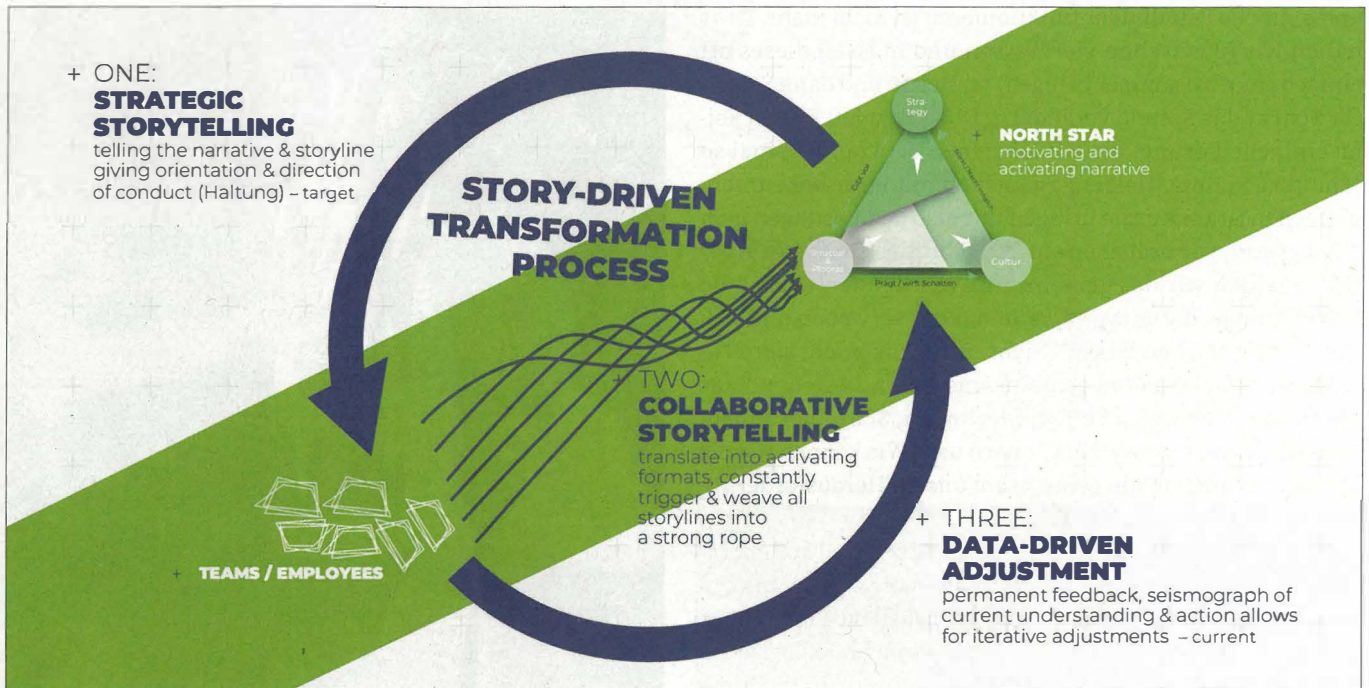 + ONE:
STRATEGIC
STORYTELLING
telling the narrative & storyline
giving orientation & direction
of conduct (Haltung) – target
STORY-DRIVEN
TRANSFORMATION
PROCESS
Stra-
tegy
+ NORTH STAR
motivating and
activating narrative
&
Cultur
Prägt / wirft Schatten
+ TWO:
COLLABORATIVE
STORYTELLING
translate into activating
formats, constantly
trigger & weave all
storylines into
a strong rope
+ TEAMS / EMPLOYEES
+ THREE:
DATA-DRIVEN
ADJUSTMENT
permanent feedback, seismograph of
current understanding & action allows
for iterative adjustments – current